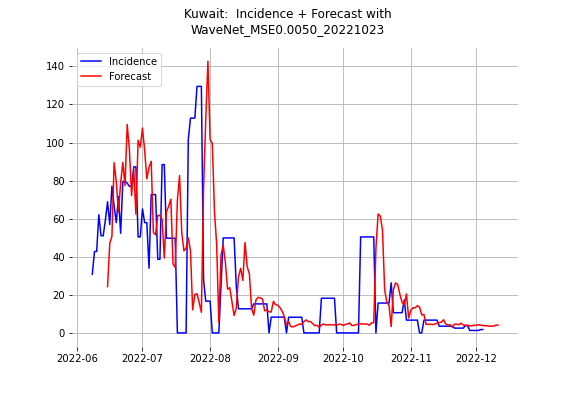 Kuwait:  Incidence + Forecast with
WaveNet_MSE0.0050_20221023
Incidence
Forecast
140
120
100
80
60
40
20
0
2022-06 2022-07 2022-08 2022-09 2022-10 2022-11 2022-12